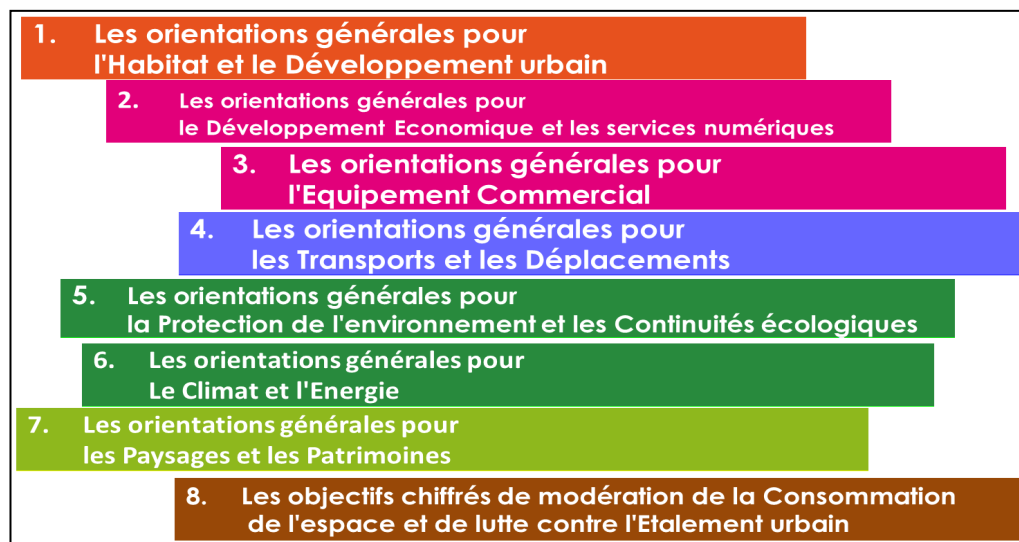 1. Les orientations générales pour
l'Habitat et le Développement urbain
2. Les orientations générales pour
le Développement Economique et les services numériques
3. Les orientations générales pour
l'Equipement Commercial
4. Les orientations générales pour
les Transports et les Déplacements
5. Les orientations générales pour
la Protection de l'environnement et les Continuités écologiques
6. Les orientations générales pour
Le Climat et l'Energie
7. Les orientations générales pour
les Paysages et les Patrimoines
8. Les objectifs chiffrés de modération de la Consommation
de l'espace et de lutte contre l'Etalement urbain